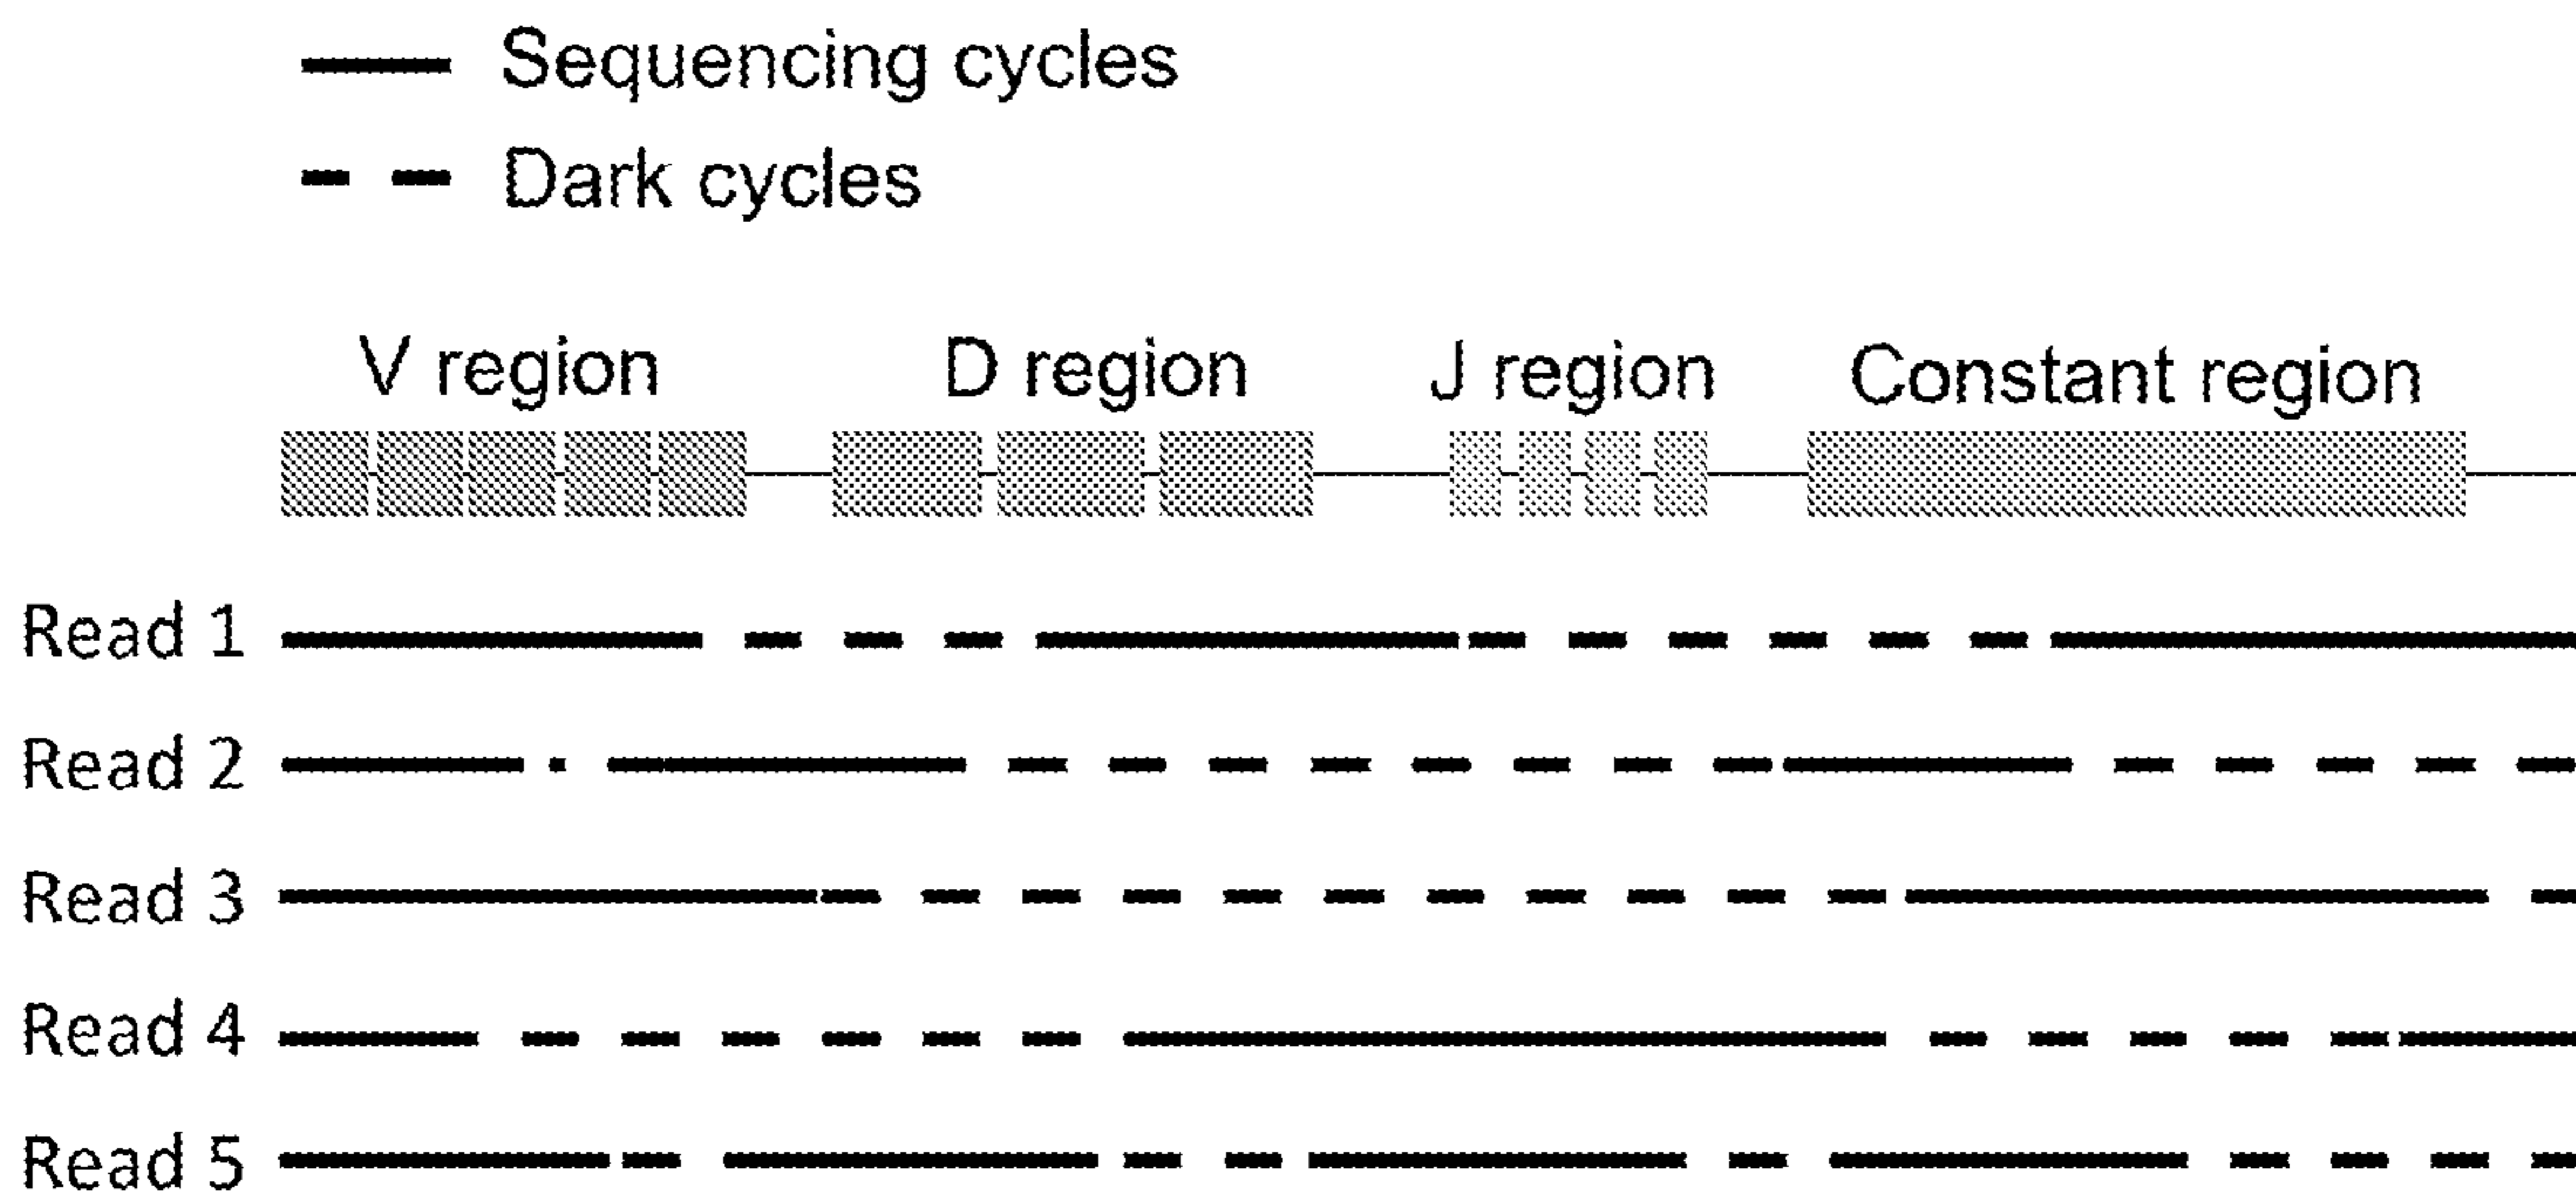 Sequencing cycles
Dark cycles
V region D region J region Constant region
Read 1
Read 2
Read 3
Read 4
Read 5